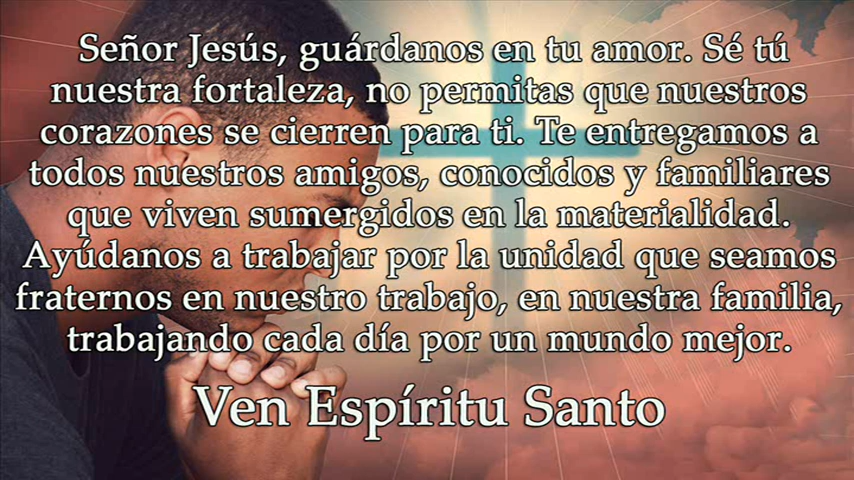 Señor Jesús, guárdanos en tu amor. Sé tú
nuestra fortaleza, no permitas que nuestros
corazones se cierren para ti. Te entregamos a
todos nuestros amigos, conocidos y familiares
que viven sumergidos en la materialidad.
Ayúdanos a trabajar por la unidad que seamos
fraternos en nuestro trabajo, en nuestra familia,
trabajando cada día por un mundo mejor.
Ven Espíritu Santo